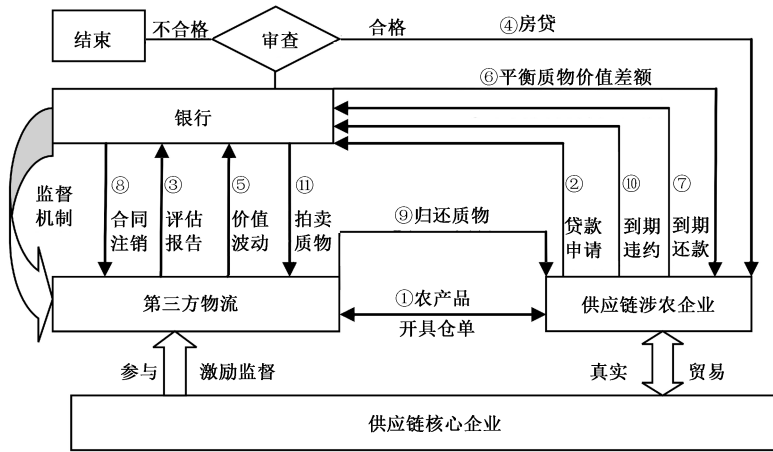 结束
不合格
审查
合格
④房贷
⑥平衡质物价值差额
银行
监督
机制
⑧
合同
注销
③
评估
报告
⑤
价值
波动
⑪
拍卖
质物
⑨归还质物
②
贷款
申请
⑩
到期
违约
⑦
到期
还款
第三方物流
①农产品
开具仓单
供应链涉农企业
参与
激励监督
真实
贸易
供应链核心企业